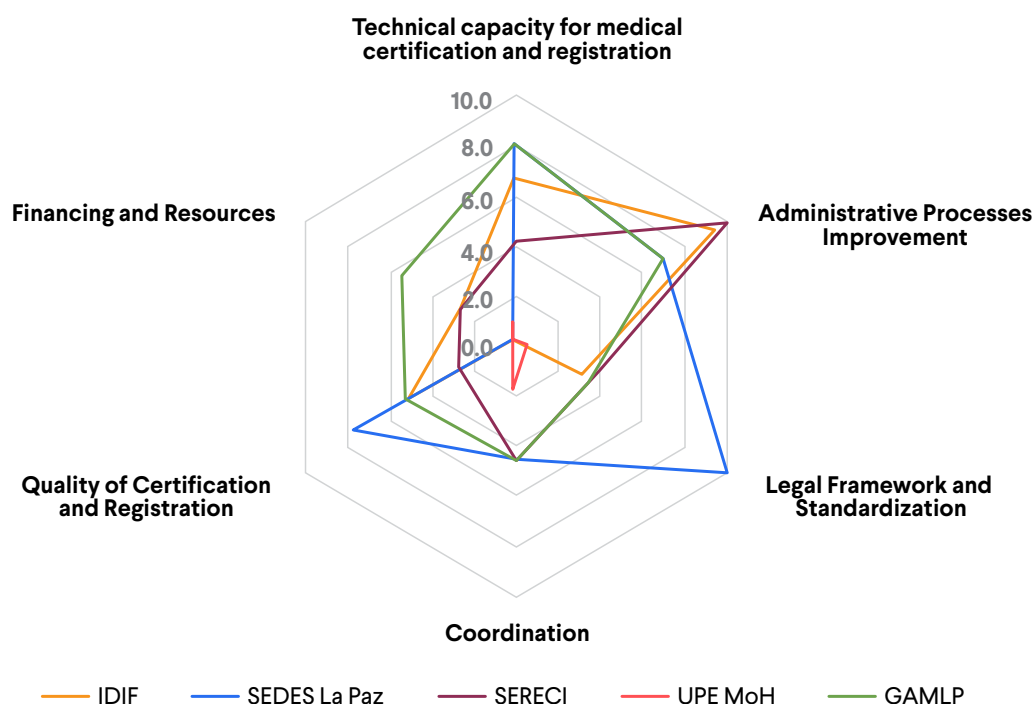 Technical capacity for medical
certification and registration
10.0
8.0
6.0
4.0
2.0
0.0
Financing and Resources
Administrative Processes
Improvement
Quality of Certification
and Registration
Legal Framework and
Standardization
Coordination
IDIF
SEDES La Paz
SERECI
UPE MoH
GAMLP